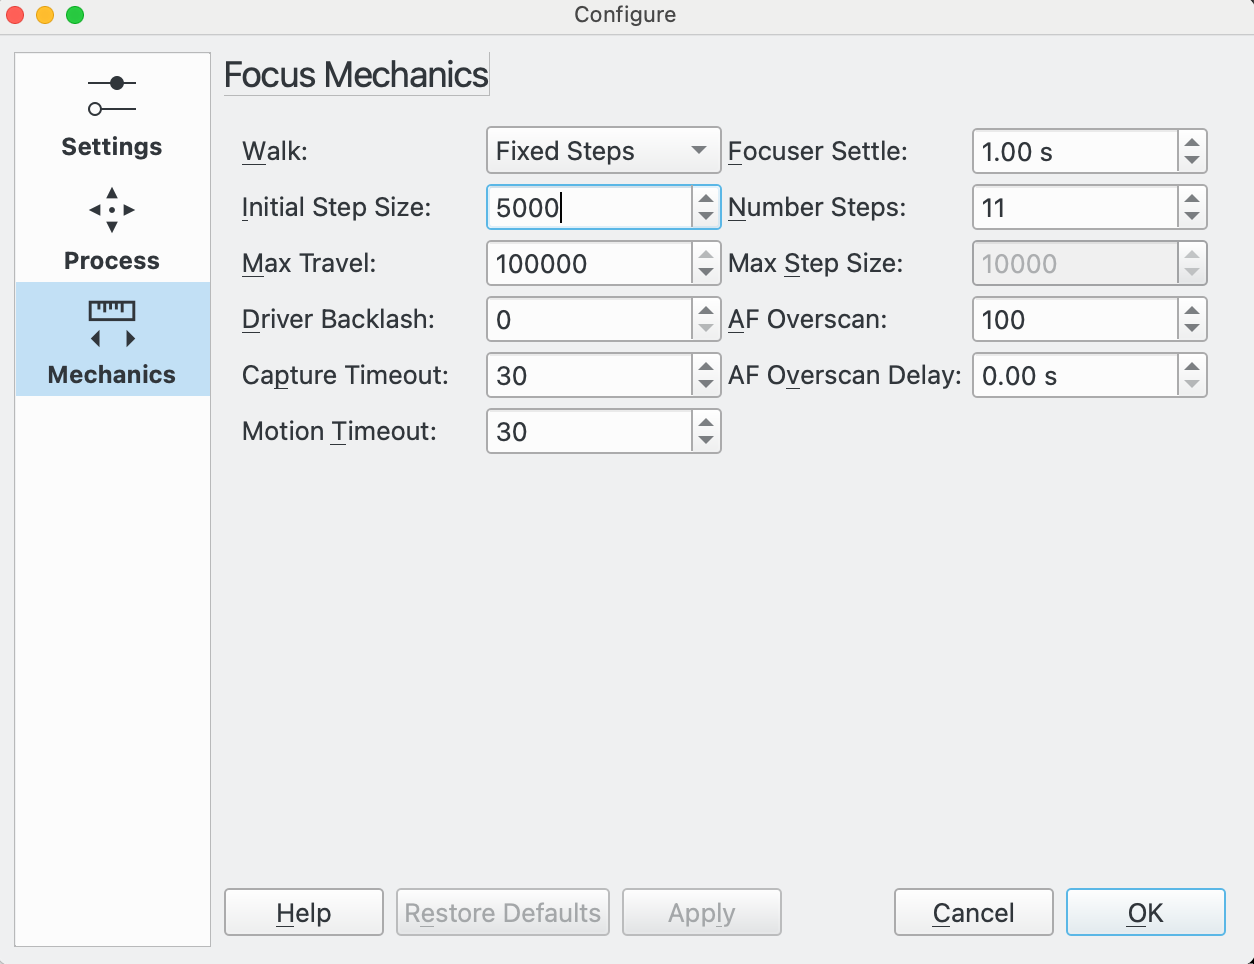 Configure
Settings
Process
Mechanics
Focus Mechanics
Walk: Fixed Steps Focuser Settle: 1.00 s
Initial Step Size: 5000 Number Steps: 11
Max Travel: 100000 Max Step Size: 10000
Driver Backlash: 0 AF Overscan: 100
Capture Timeout: 30 AF Overscan Delay: 0.00 s
Motion Timeout: 30
Help Restore Defaults Apply Cancel OK